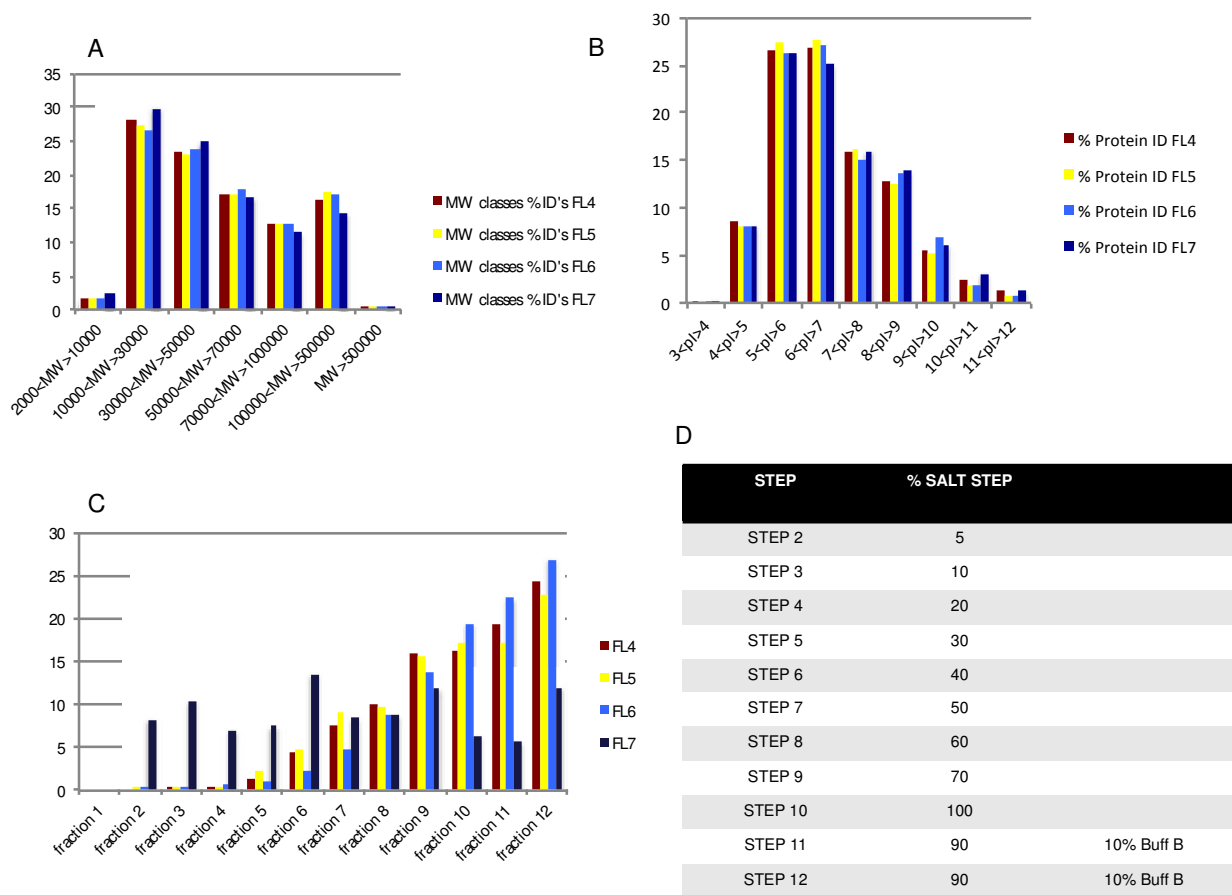 A
35
30
25
20
15
10
5
0
2000<MW>10000
10000<MW>30000
30000<MW>50000
50000<MW>70000
70000<MW>1000000
100000<MW>500000
MW>500000
MW classes %ID's FL4
MW classes %ID's FL5
MW classes %ID's FL6
MW classes %ID's FL7
B
30
25
20
15
10
5
0
3<pI>4
4<pI>5
5<pI>6
6<pI>7
7<pI>8
8<pI>9
9<pI>10
10<pI>11
11<pI>12
% Protein ID FL4
% Protein ID FL5
% Protein ID FL6
% Protein ID FL7
C
30
25
20
15
10
5
0
fraction 1
fraction 2
fraction 3
fraction 4
fraction 5
fraction 6
fraction 7
fraction 8
fraction 9
fraction 10
fraction 11
fraction 12
FL4
FL5
FL6
FL7
D
STEP % SALT STEP
STEP 2 5
STEP 3 10
STEP 4 20
STEP 5 30
STEP 6 40
STEP 7 50
STEP 8 60
STEP 9 70
STEP 10 100
STEP 11 90 10% Buff B
STEP 12 90 10% Buff B